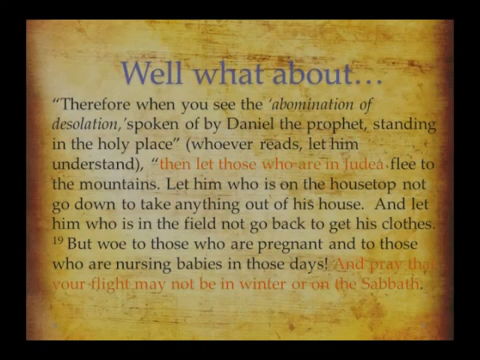 Well what about...
“Therefore when you see the ‘abomination of
desolation,’ spoken of by Daniel the prophet, standing
in the holy place” (whoever reads, let him
understand), “then let those who are in Judea flee to
the mountains. Let him who is on the housetop not
go down to take anything out of his house.  And let
him who is in the field not go back to get his clothes.
19 But woe to those who are pregnant and to those
who are nursing babies in those days! And pray that
your flight may not be in winter or on the Sabbath.